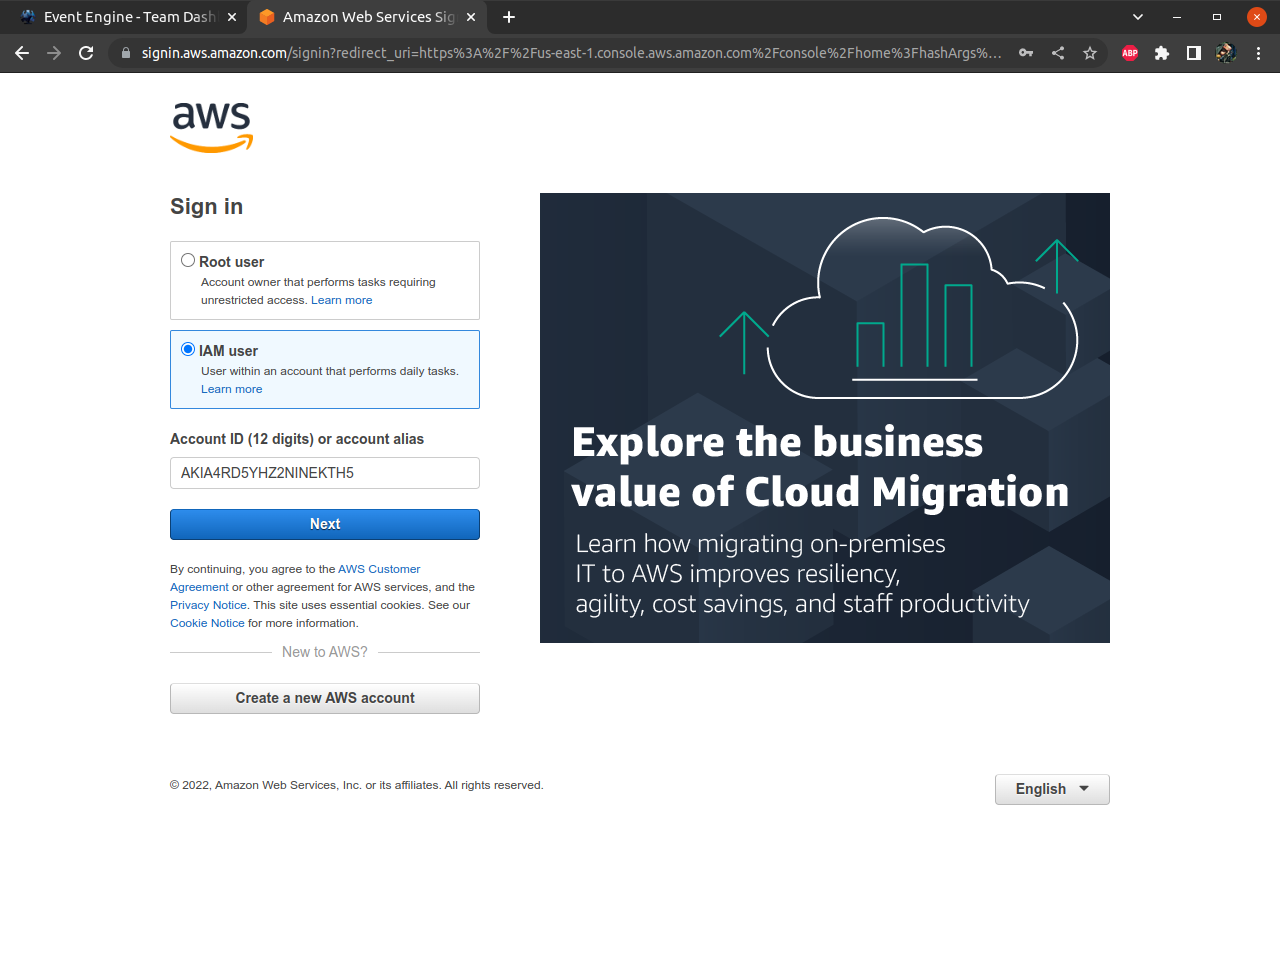 Event Engine - Team Dash
Amazon Web Services Sig
signin.aws.amazon.com/signin?redirect_uri=https%3A%2F%2Fus-east-1.console.aws.amazon.com%2Fconsole%2Fhome%3FhashArgs%...
ABP
aws
Sign in
Root user
Account owner that performs tasks requiring
unrestricted access. Learn more
IAM user
User within an account that performs daily tasks.
Learn more
Account ID (12 digits) or account alias
AKIA4RD5YHZ2NINEKTH5
Next
By continuing, you agree to the AWS Customer
Agreement or other agreement for AWS services, and the
Privacy Notice. This site uses essential cookies. See our
Cookie Notice for more information.
New to AWS?
Create a new AWS account
Explore the business
value of Cloud Migration
Learn how migrating on-premises
IT to AWS improves resiliency,
agility, cost savings, and staff productivity
© 2022, Amazon Web Services, Inc. or its affiliates. All rights reserved.
English